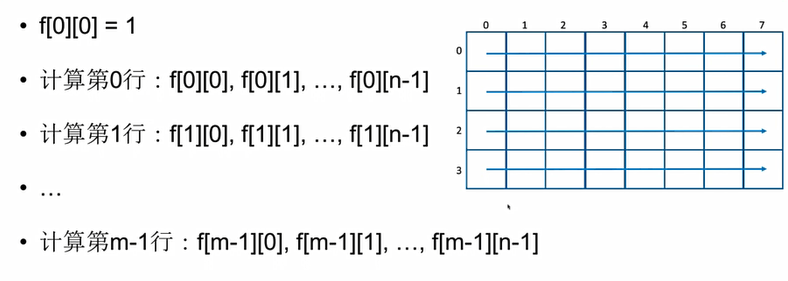 • f[0][0] = 1
• 计算第0行：f[0][0], f[0][1], …, f[0][n-1]
• 计算第1行：f[1][0], f[1][1], …, f[1][n-1]
• …
• 计算第m-1行：f[m-1][0], f[m-1][1], …, f[m-1][n-1]
0 1 2 3 4 5 6 7
0
1
2
3